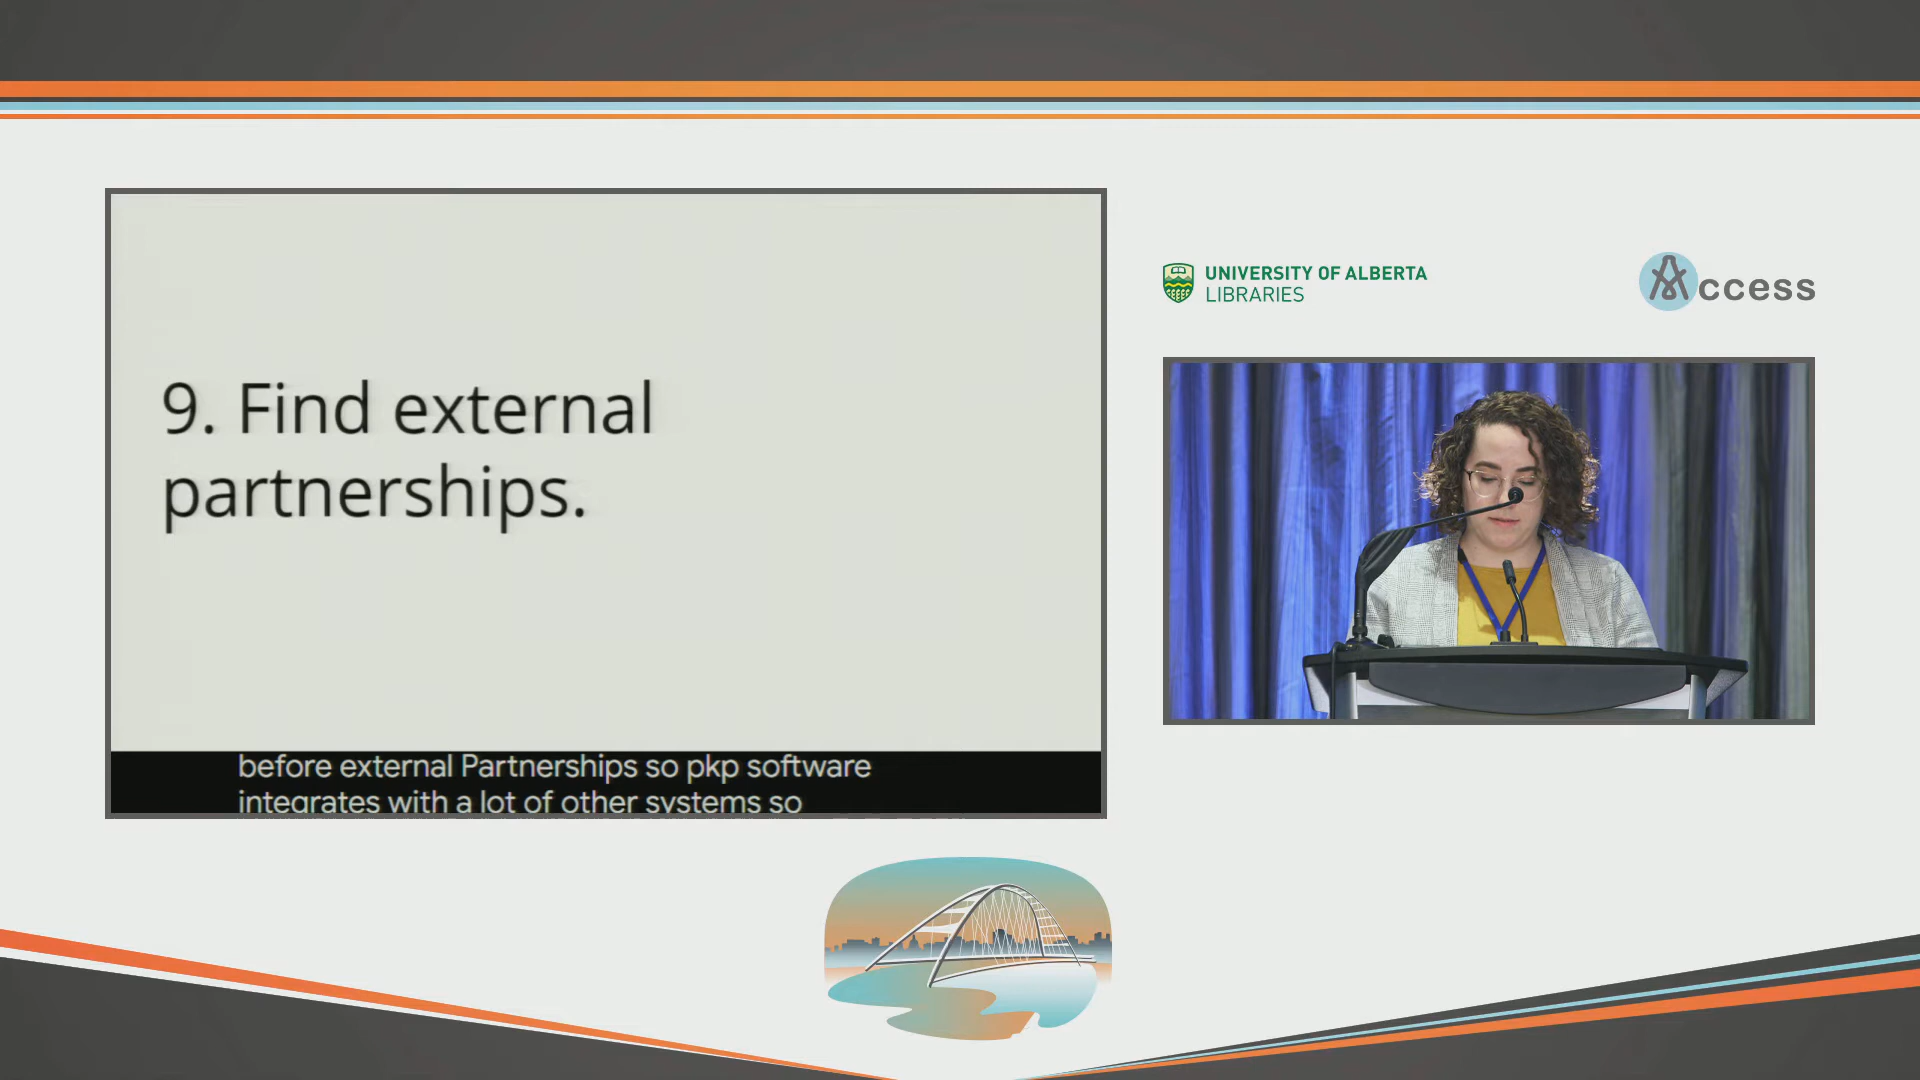 9. Find external
partnerships.
before external Partnerships so pkp software
integrates with a lot of other systems so
UNIVERSITY OF ALBERTA
LIBRARIES
Access